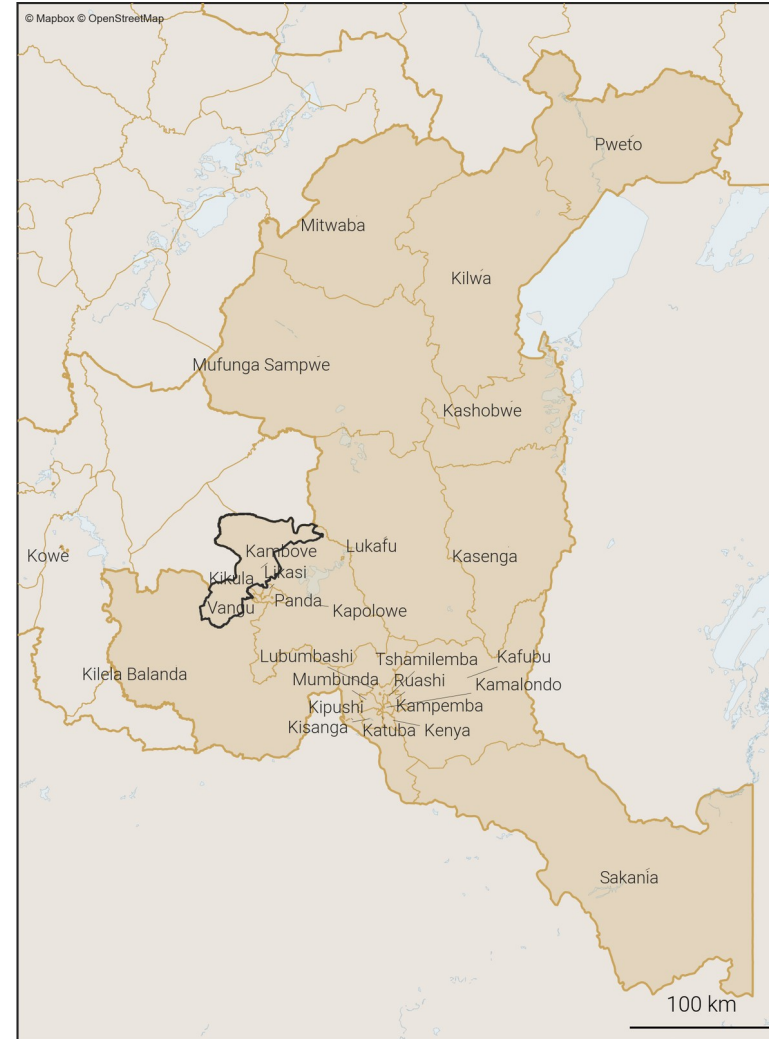 © Mapbox © OpenStreetMap
Pweto
Mitwaba
Kilwa
Mufunga Sampwe
Kashobwe
Kambove
Lukafu
Kowe
Kasenga
Kikula
Likasi
Vangu
Panda
Kapolowe
Lubumbashi
Tshamilemba
Kafubu
Kilela Balanda
Mumbunda
Ruashi
Kamalondo
Kipushi
Kampemba
Kisanga
Katuba
Kenya
Sakania
100 km